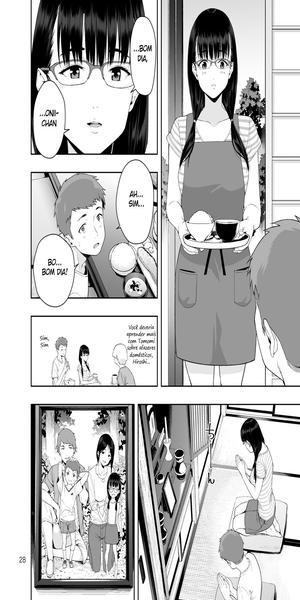 ...BOM
DIA,
...ONI-
CHAN
AH...
SIM...
BO...
BOM DIA!
Você deveria
aprender mais
com Tomomi
sobre afazeres
domésticos,
Hiroshi...
Sim,
Sim
28